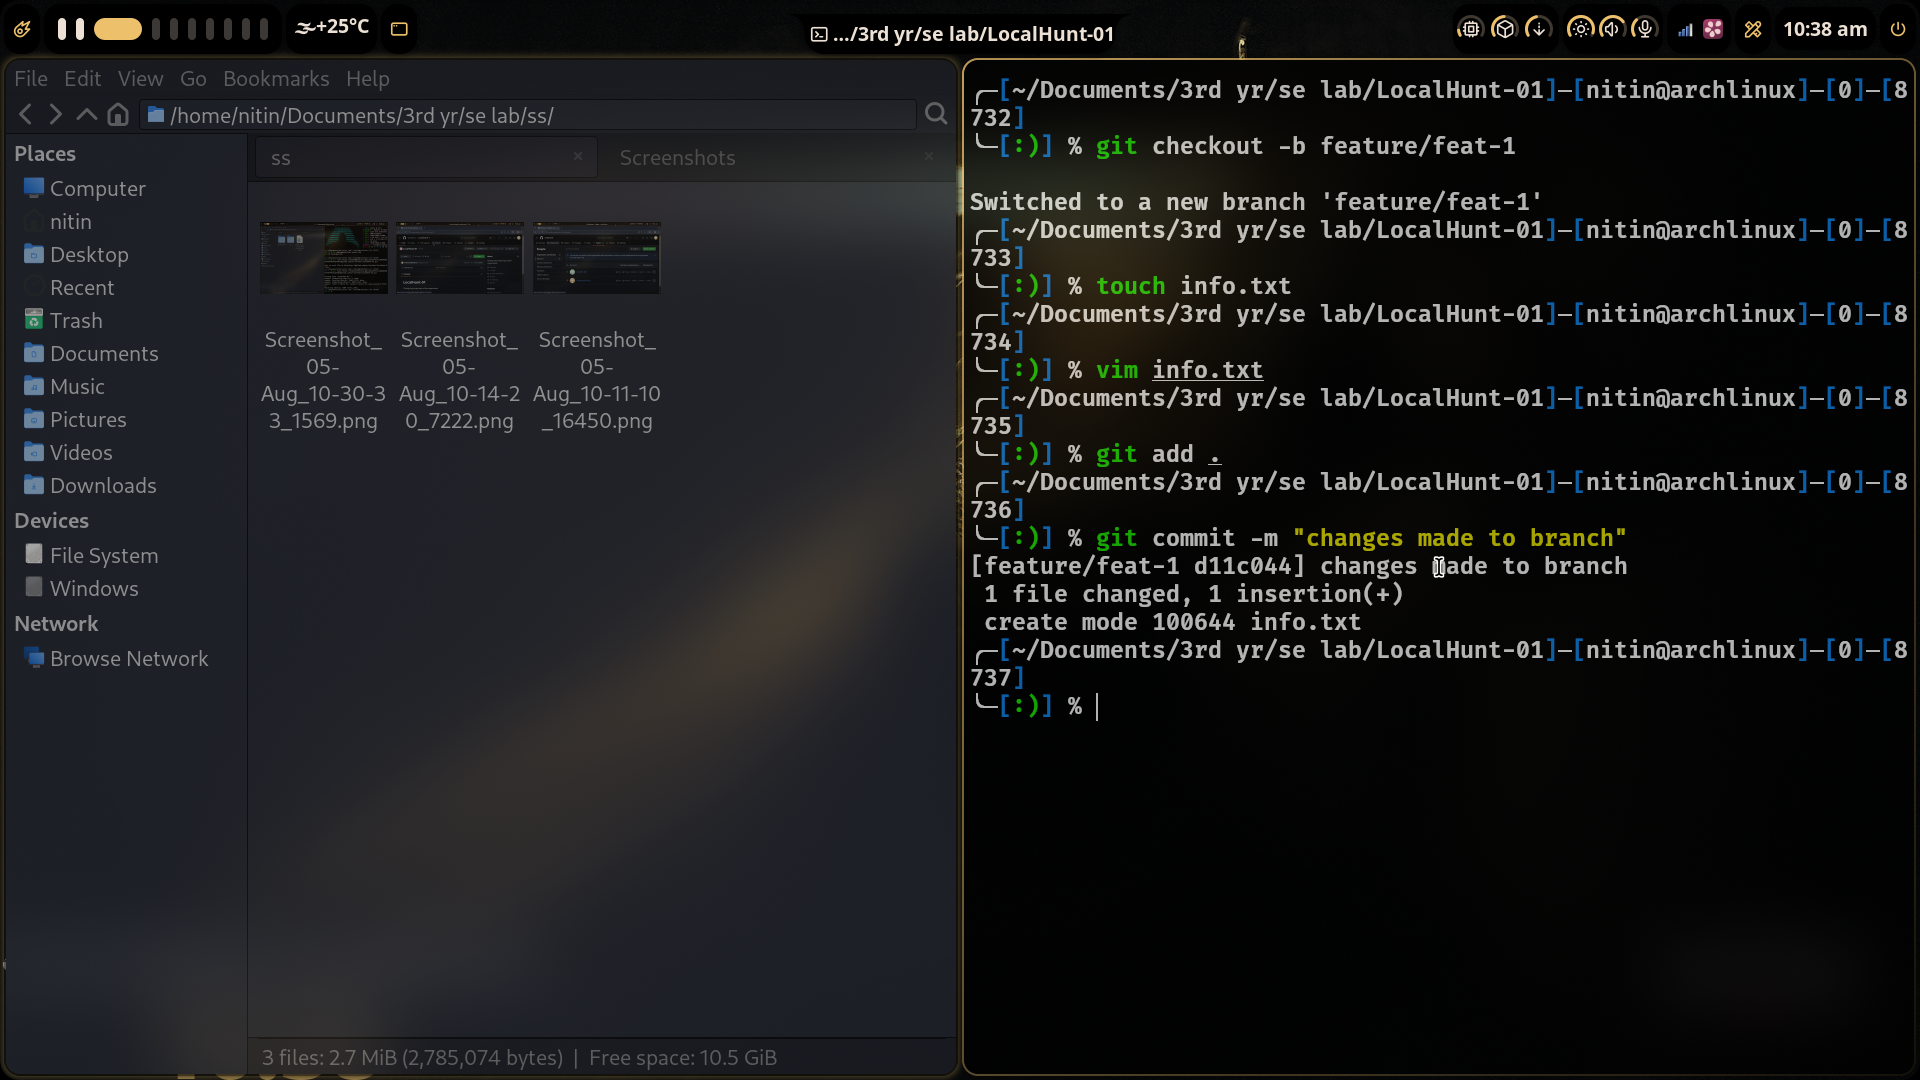 +25°C
.../3rd yr/se lab/LocalHunt-01
10:38 am
File Edit View Go Bookmarks Help
/home/nitin/Documents/3rd yr/se lab/ss/
Places
Computer
nitin
Desktop
Recent
Trash
Documents
Music
Pictures
Videos
Downloads
Devices
File System
Windows
Network
Browse Network
ss
Screenshots
Screenshot_
05-
Aug_10-30-3
3_1569.png
Screenshot_
05-
Aug_10-14-2
0_7222.png
Screenshot_
05-
Aug_10-11-10
_16450.png
3 files: 2.7 MiB (2,785,074 bytes) | Free space: 10.5 GiB
╭─[~/Documents/3rd yr/se lab/LocalHunt-01]─[nitin@archlinux]─[0]─[8
732]
╰─[:)] % git checkout -b feature/feat-1
Switched to a new branch 'feature/feat-1'
╭─[~/Documents/3rd yr/se lab/LocalHunt-01]─[nitin@archlinux]─[0]─[8
733]
╰─[:)] % touch info.txt
╭─[~/Documents/3rd yr/se lab/LocalHunt-01]─[nitin@archlinux]─[0]─[8
734]
╰─[:)] % vim info.txt
╭─[~/Documents/3rd yr/se lab/LocalHunt-01]─[nitin@archlinux]─[0]─[8
735]
╰─[:)] % git add .
╭─[~/Documents/3rd yr/se lab/LocalHunt-01]─[nitin@archlinux]─[0]─[8
736]
╰─[:)] % git commit -m "changes made to branch"
[feature/feat-1 d11c044] changes made to branch
1 file changed, 1 insertion(+)
create mode 100644 info.txt
╭─[~/Documents/3rd yr/se lab/LocalHunt-01]─[nitin@archlinux]─[0]─[8
737]
╰─[:)] %